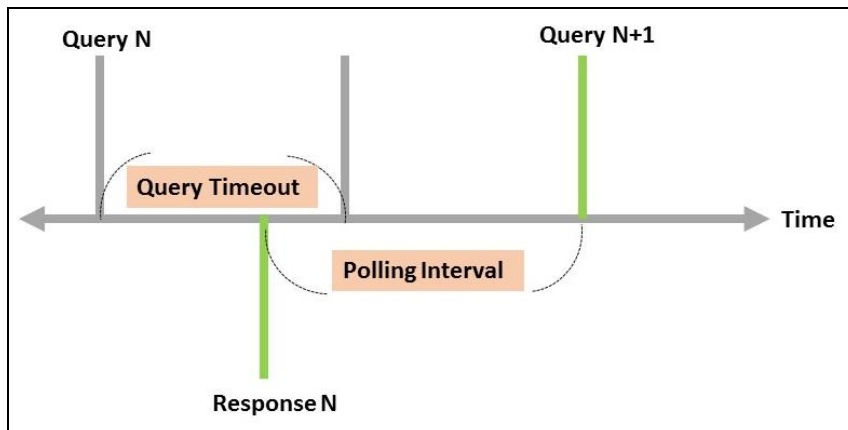 Query N
Query N+1
Query Timeout
Time
Polling Interval
Response N